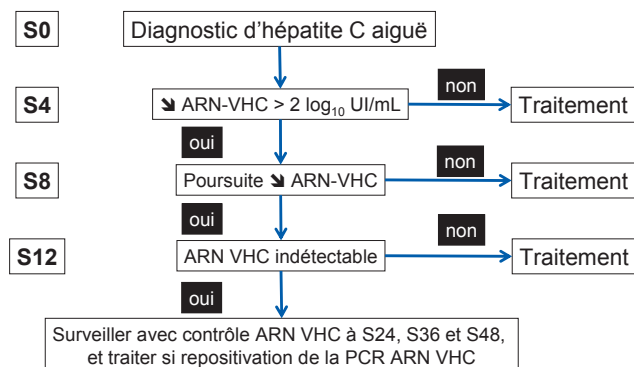 S0
Diagnostic d'hépatite C aiguë
S4
➘ ARN-VHC > 2 log₁₀ UI/mL
non
Traitement
oui
S8
Poursuite ➘ ARN-VHC
non
Traitement
oui
S12
ARN VHC indétectable
non
Traitement
oui
Surveiller avec contrôle ARN VHC à S24, S36 et S48,
et traiter si repositivation de la PCR ARN VHC